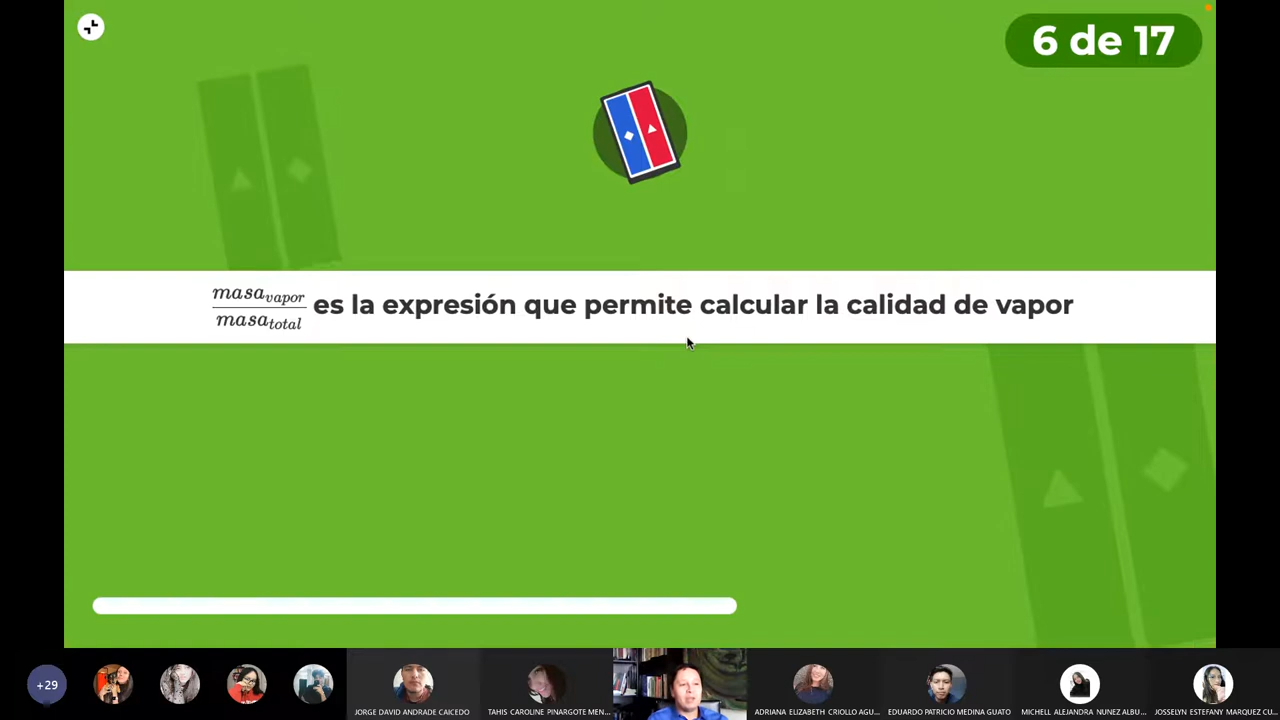 6 de 17
masa_vapor / masa_total es la expresión que permite calcular la calidad de vapor
+29
JORGE DAVID ANDRADE CAICEDO
TAHIS CAROLINE PINARGOTE MEN...
ADRIANA ELIZABETH CRIOLLO AGU...
EDUARDO PATRICIO MEDINA GUATO
MICHELL ALEJANDRA NUNEZ ALBU...
JOSSELYN ESTEFANY MARQUEZ CU...